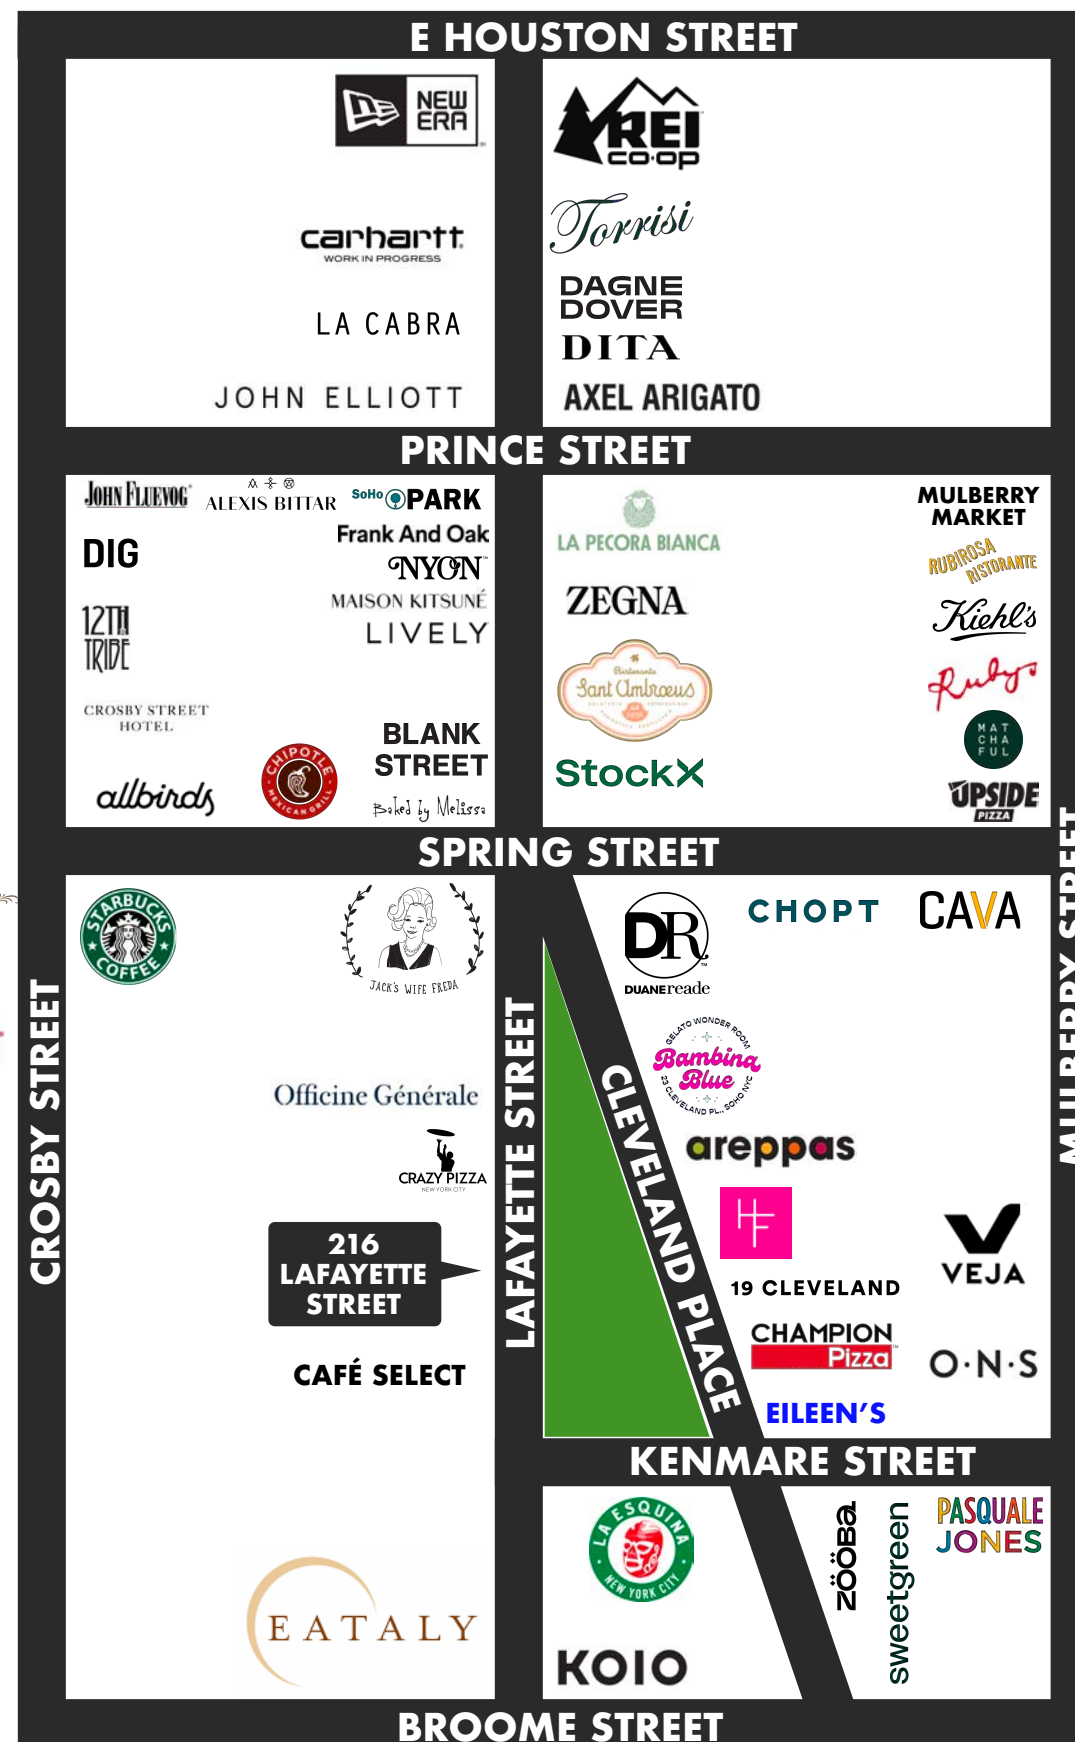 E HOUSTON STREET
NEW
ERA
REI
CO·OP
carhartt
WORK IN PROGRESS
Torrisi
DAGNE
DOVER
LA CABRA
DITA
JOHN ELLIOTT
AXEL ARIGATO
PRINCE STREET
JOHN FLUEVOG
ALEXIS BITTAR
SoHo PARK
Frank And Oak
DIG
NYON
MAISON KITSUNÉ
12TH
TRIBE
LIVELY
CROSBY STREET
HOTEL
BLANK
STREET
CHIPOTLE
MEXICAN GRILL
allbirds
Baked by Melissa
LA PECORA BIANCA
MULBERRY
MARKET
RUBIROSA
RISTORANTE
ZEGNA
Kiehl's
Ristorante
Sant Ambroeus
Rubys
MAT
CHA
FUL
StockX
UPSIDE
PIZZA
SPRING STREET
STARBUCKS
COFFEE
JACK'S WIFE FREDA
DR
DUANEreade
CHOPT
CAVA
CROSBY STREET
LAFAYETTE STREET
CLEVELAND PLACE
MULBERRY STREET
GELATO WONDER ROOM
Bambina
Blue
23 CLEVELAND PL., SOHO NYC
Officine Générale
areppas
CRAZY PIZZA
NEW YORK CITY
HF
VEJA
216
LAFAYETTE
STREET
19 CLEVELAND
CHAMPION
Pizza
O·N·S
CAFÉ SELECT
EILEEN'S
KENMARE STREET
LA ESQUINA
NEW YORK CITY
ZÖÖBa
sweetgreen
PASQUALE
JONES
EATALY
KOIO
BROOME STREET